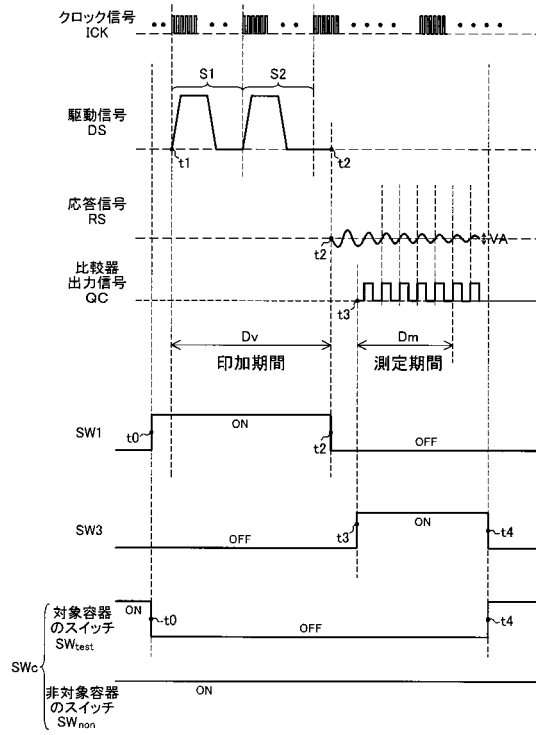 クロック信号
ICK
S1
S2
駆動信号
DS
t1
t2
応答信号
RS
t2
VA
比較器
出力信号
QC
t3
Dv
Dm
印加期間
測定期間
SW1
t0
ON
t2
OFF
SW3
OFF
t3
ON
t4
SWc
対象容器
のスイッチ
SWtest
ON
t0
OFF
t4
非対象容器
のスイッチ
SWnon
ON